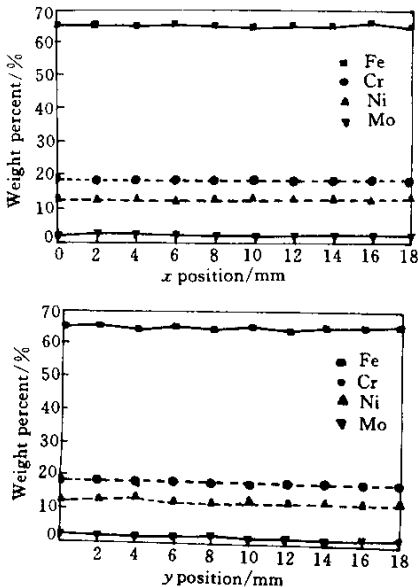 70
60
50
40
30
20
10
0
Weight percent/%
Fe
Cr
Ni
Mo
0 2 4 6 8 10 12 14 16 18
x position/mm
70
60
50
40
30
20
10
0
Weight percent/%
Fe
Cr
Ni
Mo
2 4 6 8 10 12 14 16 18
y position/mm